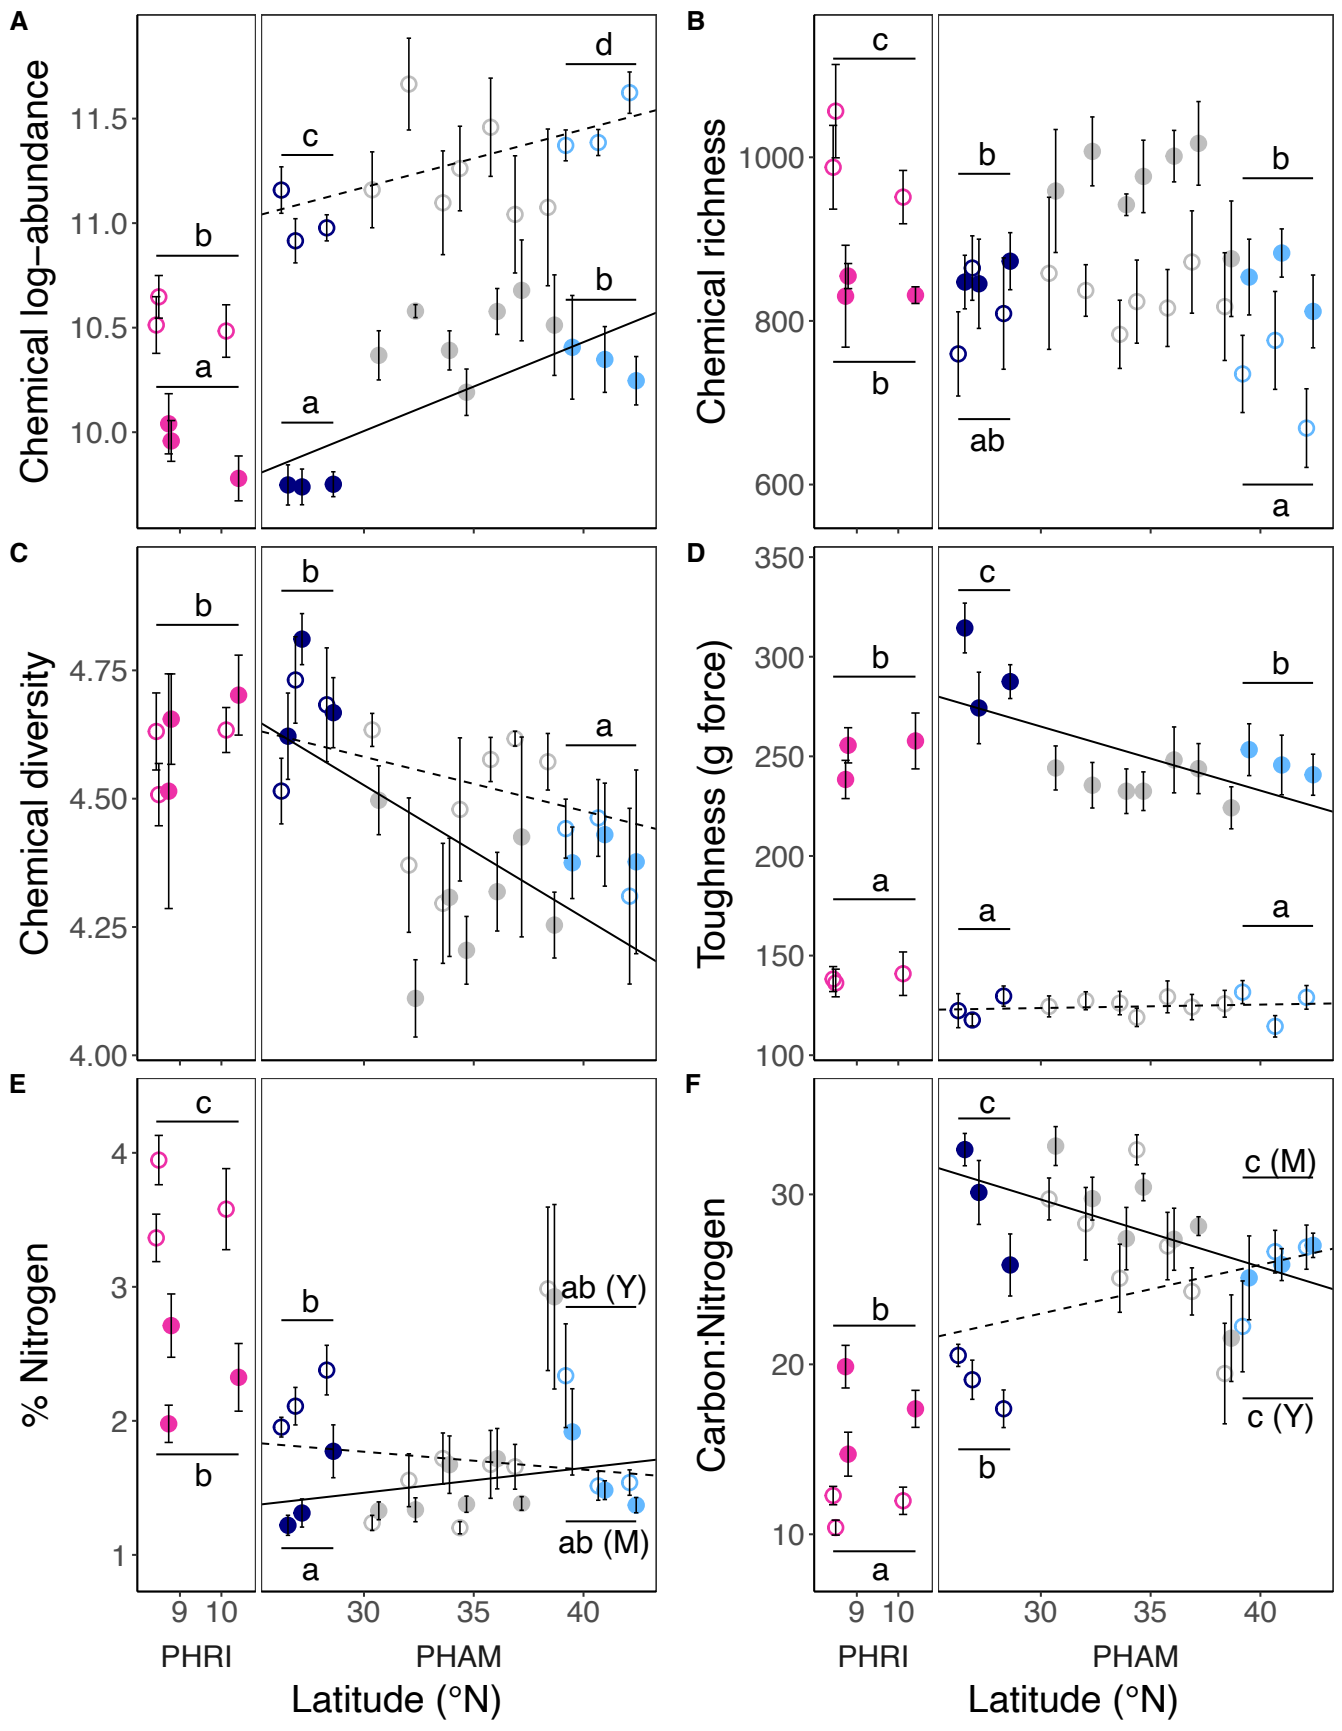 A
Chemical log−abundance
11.5
11.0
10.5
10.0
b
a
c
a
d
b
B
Chemical richness
1000
800
600
c
b
b
ab
b
a
C
Chemical diversity
4.75
4.50
4.25
4.00
b
b
a
D
Toughness (g force)
350
300
250
200
150
100
b
a
c
a
b
a
E
% Nitrogen
4
3
2
1
c
b
b
a
ab (Y)
ab (M)
9 10
30 35 40
PHRI
PHAM
Latitude (°N)
F
Carbon:Nitrogen
30
20
10
b
a
c
b
c (M)
c (Y)
9 10
30 35 40
PHRI
PHAM
Latitude (°N)